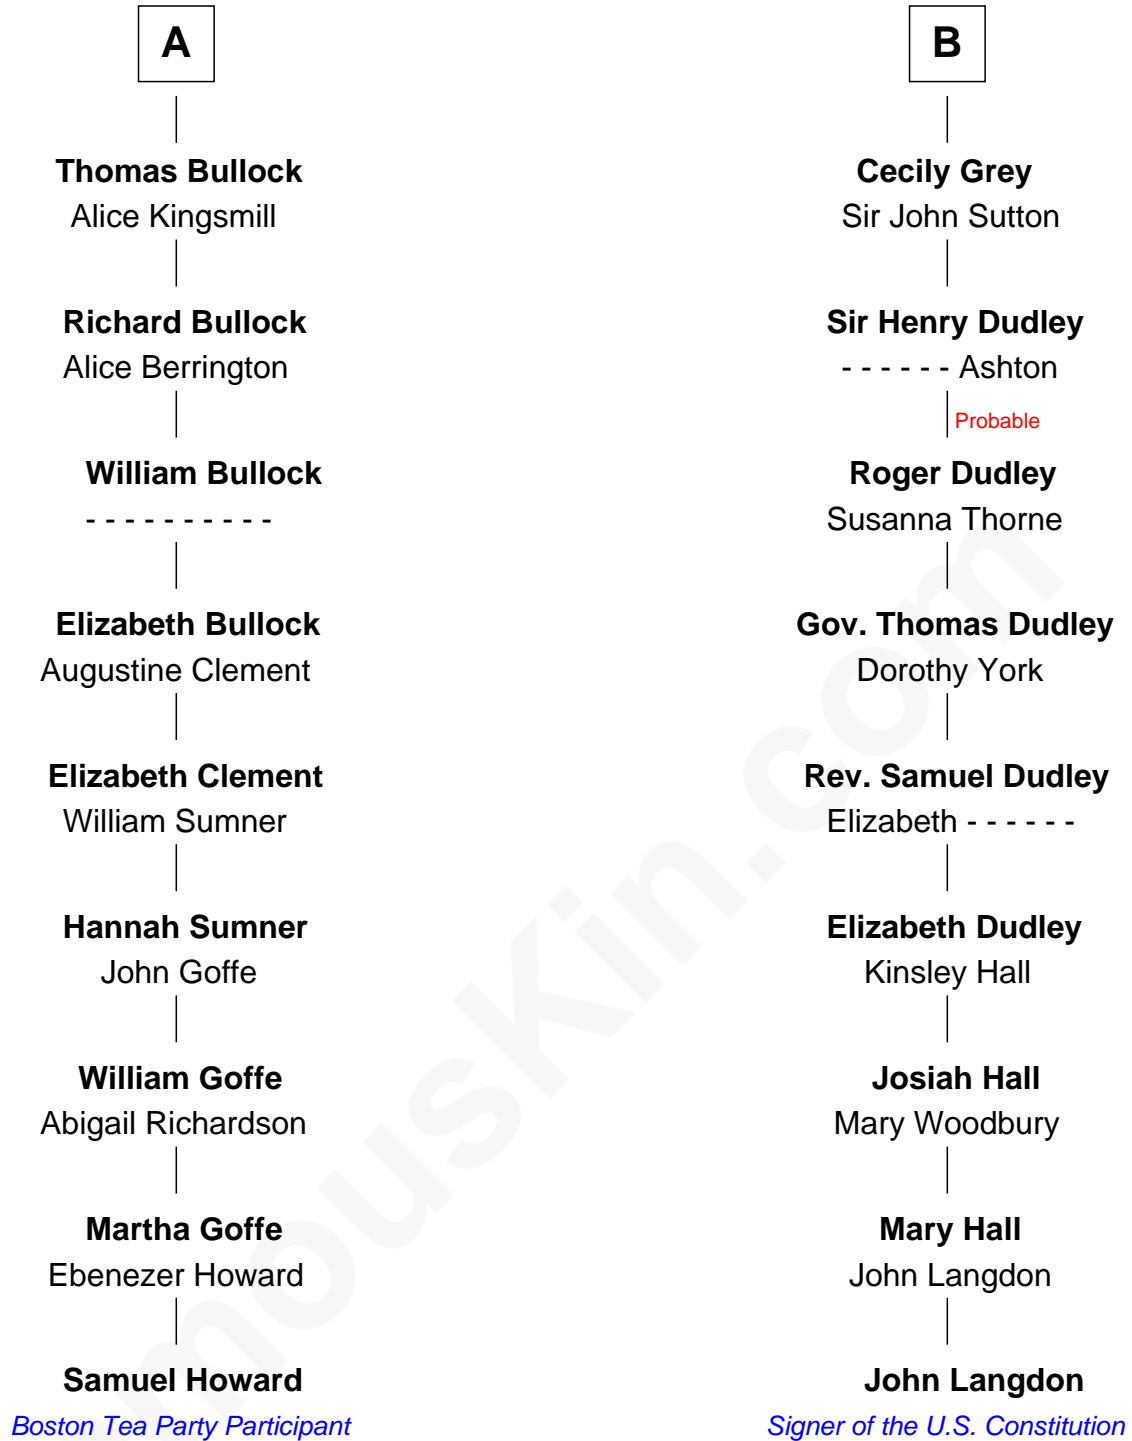 A
Thomas Bullock
Alice Kingsmill
Richard Bullock
Alice Berrington
William Bullock
- - - - - - - - - -
Elizabeth Bullock
Augustine Clement
Elizabeth Clement
William Sumner
Hannah Sumner
John Goffe
William Goffe
Abigail Richardson
Martha Goffe
Ebenezer Howard
Samuel Howard
Boston Tea Party Participant
B
Cecily Grey
Sir John Sutton
Sir Henry Dudley
- - - - - - Ashton
Probable
Roger Dudley
Susanna Thorne
Gov. Thomas Dudley
Dorothy York
Rev. Samuel Dudley
Elizabeth - - - - - -
Elizabeth Dudley
Kinsley Hall
Josiah Hall
Mary Woodbury
Mary Hall
John Langdon
John Langdon
Signer of the U.S. Constitution
mousKin.com